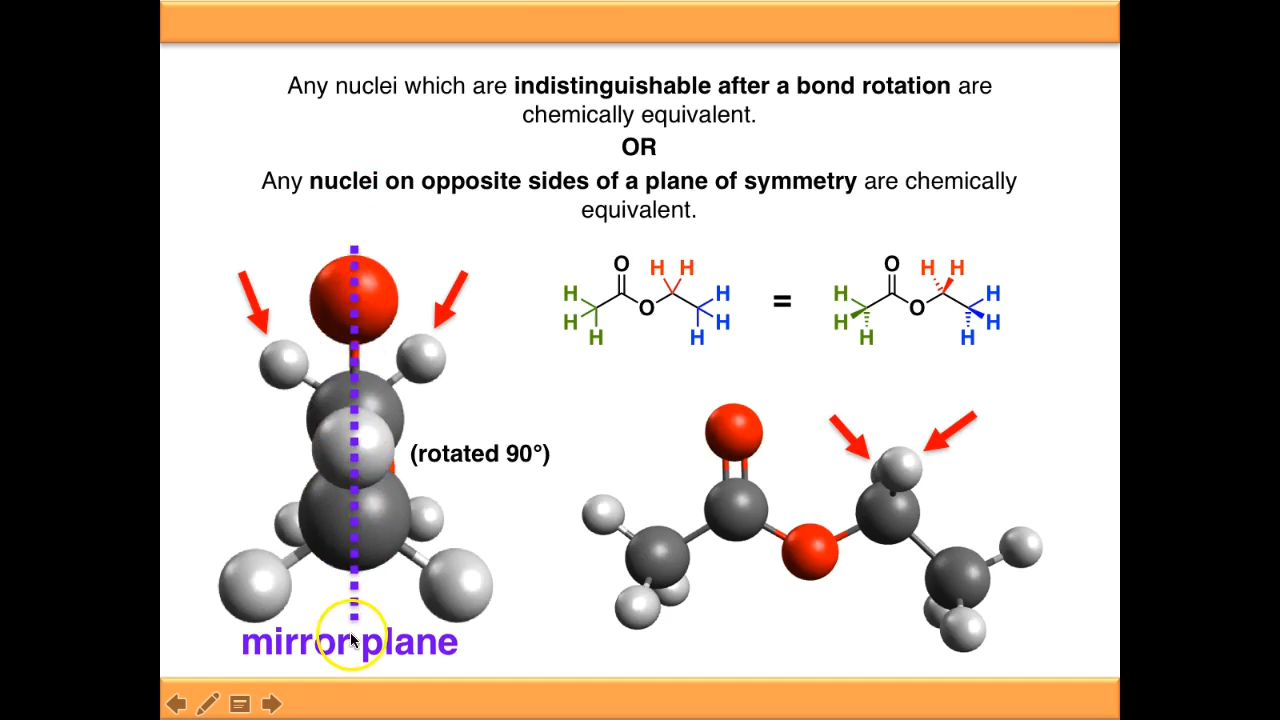 Any nuclei which are indistinguishable after a bond rotation are
chemically equivalent.
OR
Any nuclei on opposite sides of a plane of symmetry are chemically
equivalent.
O H H
H H
O
H H
H H
=
O H H
H H
O
H H
H H
(rotated 90°)
mirror plane